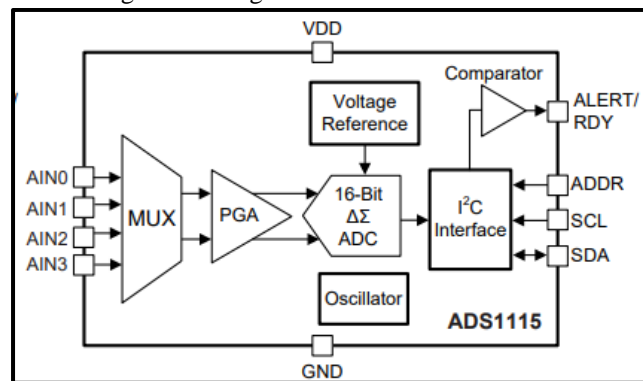 VDD
Comparator
Voltage
Reference
ALERT/
RDY
AIN0
AIN1
AIN2
AIN3
MUX
PGA
16-Bit
ΔΣ
ADC
I²C
Interface
ADDR
SCL
SDA
Oscillator
ADS1115
GND